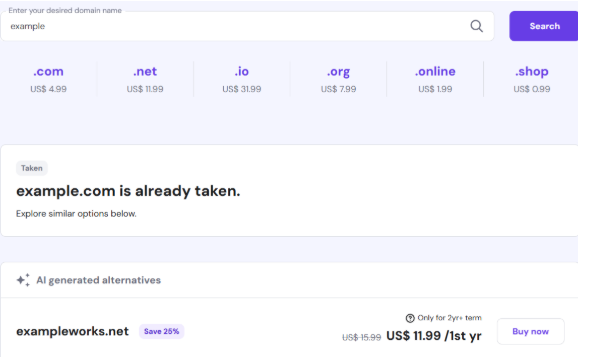 Enter your desired domain name
example
Search
.com .net .io .org .online .shop
US$ 4.99 US$ 11.99 US$ 31.99 US$ 7.99 US$ 1.99 US$ 0.99
Taken
example.com is already taken.
Explore similar options below.
AI generated alternatives
Only for 2yr+ term
exampleworks.net Save 25% US$ 15.99 US$ 11.99 /1st yr Buy now